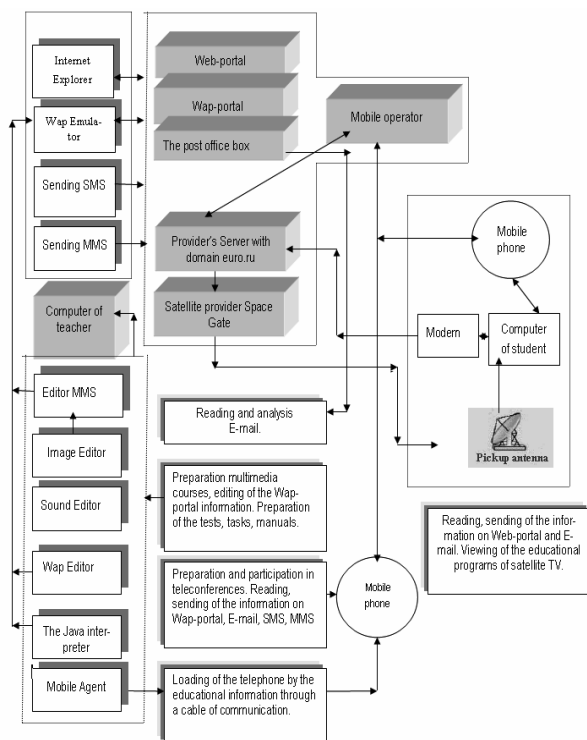 Internet
Explorer
Wap Emula-
tor
Sending SMS
Sending MMS
Web-portal
Wap-portal
The post office box
Mobile operator
Provider's Server with
domain euro.ru
Satellite provider Space
Gate
Mobile
phone
Modern
Computer
of student
Pickup antenna
Computer of
teacher
Editor MMS
Image Editor
Sound Editor
Wap Editor
The Java inter-
preter
Mobile Agent
Reading and analysis
E-mail.
Preparation multimedia
courses, editing of the Wap-
portal information. Preparation
of the tests, tasks, manuals.
Preparation and participation in
teleconferences. Reading,
sending of the information on
Wap-portal, E-mail, SMS, MMS
Loading of the telephone by the
educational information through
a cable of communication.
Mobile
phone
Reading, sending of the infor-
mation on Web-portal and E-
mail. Viewing of the educational
programs of satellite TV.